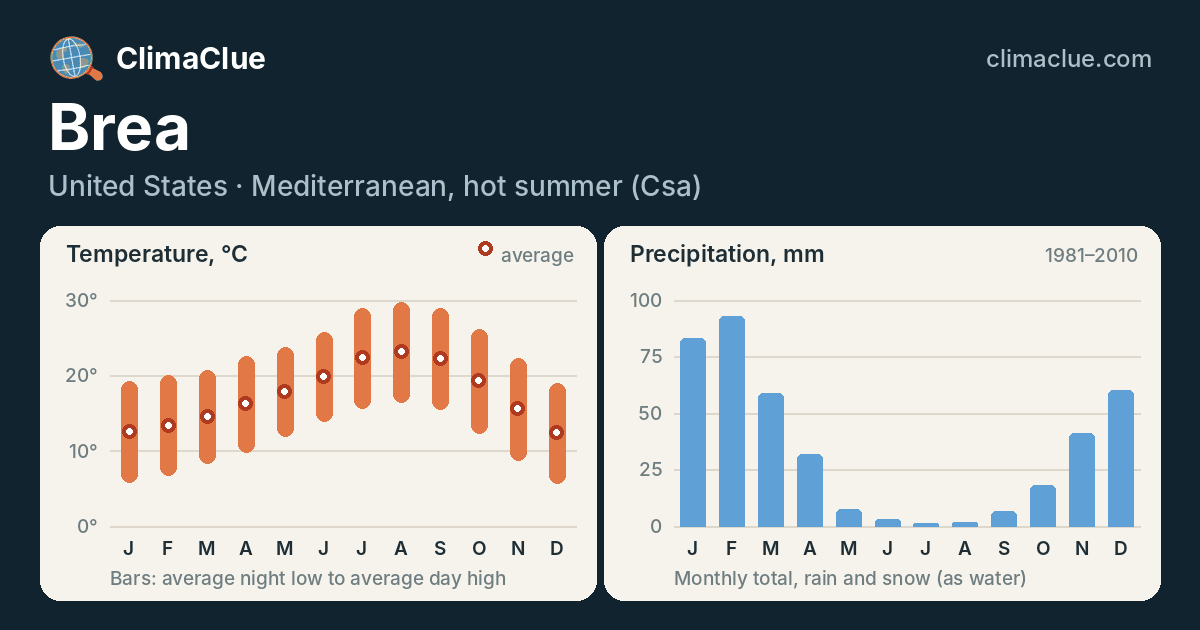 ClimaClue
climaclue.com
Brea
United States · Mediterranean, hot summer (Csa)
Temperature, °C
average
30°
20°
10°
0°
J F M A M J J A S O N D
Bars: average night low to average day high
Precipitation, mm
1981–2010
100
75
50
25
0
J F M A M J J A S O N D
Monthly total, rain and snow (as water)